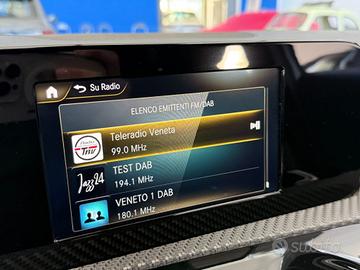 Su Radio
ELENCO EMITTENTI FM/DAB
Teleradio Veneta
99.0 MHz
TEST DAB
194.1 MHz
Jazz24
VENETO 1 DAB
180.1 MHz
subito